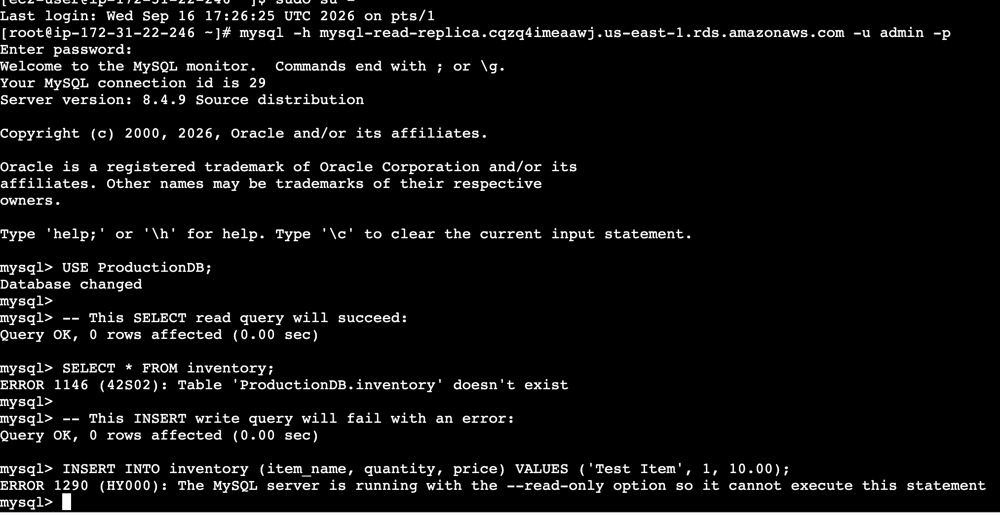 [ec2-user@ip-172-31-22-246 ~]$ sudo su -
Last login: Wed Sep 16 17:26:25 UTC 2026 on pts/1
[root@ip-172-31-22-246 ~]# mysql -h mysql-read-replica.cqzq4imeaawj.us-east-1.rds.amazonaws.com -u admin -p
Enter password:
Welcome to the MySQL monitor.  Commands end with ; or \g.
Your MySQL connection id is 29
Server version: 8.4.9 Source distribution
Copyright (c) 2000, 2026, Oracle and/or its affiliates.
Oracle is a registered trademark of Oracle Corporation and/or its
affiliates. Other names may be trademarks of their respective
owners.
Type 'help;' or '\h' for help. Type '\c' to clear the current input statement.
mysql> USE ProductionDB;
Database changed
mysql>
mysql> -- This SELECT read query will succeed:
Query OK, 0 rows affected (0.00 sec)
mysql> SELECT * FROM inventory;
ERROR 1146 (42S02): Table 'ProductionDB.inventory' doesn't exist
mysql>
mysql> -- This INSERT write query will fail with an error:
Query OK, 0 rows affected (0.00 sec)
mysql> INSERT INTO inventory (item_name, quantity, price) VALUES ('Test Item', 1, 10.00);
ERROR 1290 (HY000): The MySQL server is running with the --read-only option so it cannot execute this statement
mysql>